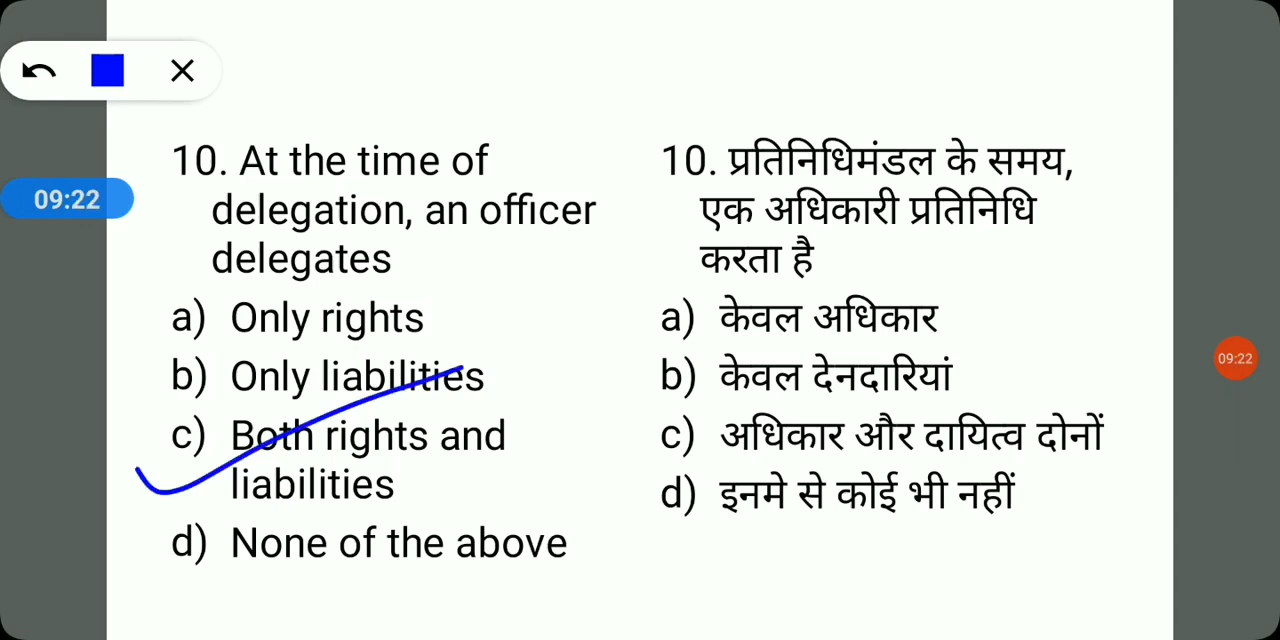 09:22
10. At the time of
delegation, an officer
delegates
a) Only rights
b) Only liabilities
c) Both rights and
liabilities
d) None of the above
10. प्रतिनिधिमंडल के समय,
एक अधिकारी प्रतिनिधि
करता है
a) केवल अधिकार
b) केवल देनदारियां
c) अधिकार और दायित्व दोनों
d) इनमे से कोई भी नहीं
09:22